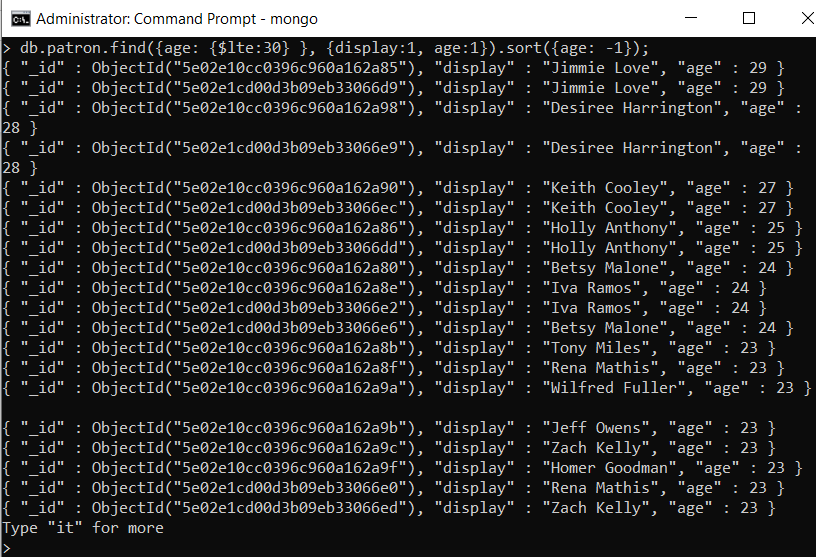 Administrator: Command Prompt - mongo
> db.patron.find({age: {$lte:30} }, {display:1, age:1}).sort({age: -1});
{ "_id" : ObjectId("5e02e10cc0396c960a162a85"), "display" : "Jimmie Love", "age" : 29 }
{ "_id" : ObjectId("5e02e1cd00d3b09eb33066d9"), "display" : "Jimmie Love", "age" : 29 }
{ "_id" : ObjectId("5e02e10cc0396c960a162a98"), "display" : "Desiree Harrington", "age" :
28 }
{ "_id" : ObjectId("5e02e1cd00d3b09eb33066e9"), "display" : "Desiree Harrington", "age" :
28 }
{ "_id" : ObjectId("5e02e10cc0396c960a162a90"), "display" : "Keith Cooley", "age" : 27 }
{ "_id" : ObjectId("5e02e1cd00d3b09eb33066ec"), "display" : "Keith Cooley", "age" : 27 }
{ "_id" : ObjectId("5e02e10cc0396c960a162a86"), "display" : "Holly Anthony", "age" : 25 }
{ "_id" : ObjectId("5e02e1cd00d3b09eb33066dd"), "display" : "Holly Anthony", "age" : 25 }
{ "_id" : ObjectId("5e02e10cc0396c960a162a80"), "display" : "Betsy Malone", "age" : 24 }
{ "_id" : ObjectId("5e02e10cc0396c960a162a8e"), "display" : "Iva Ramos", "age" : 24 }
{ "_id" : ObjectId("5e02e1cd00d3b09eb33066e2"), "display" : "Iva Ramos", "age" : 24 }
{ "_id" : ObjectId("5e02e1cd00d3b09eb33066e6"), "display" : "Betsy Malone", "age" : 24 }
{ "_id" : ObjectId("5e02e10cc0396c960a162a8b"), "display" : "Tony Miles", "age" : 23 }
{ "_id" : ObjectId("5e02e10cc0396c960a162a8f"), "display" : "Rena Mathis", "age" : 23 }
{ "_id" : ObjectId("5e02e10cc0396c960a162a9a"), "display" : "Wilfred Fuller", "age" : 23 }
{ "_id" : ObjectId("5e02e10cc0396c960a162a9b"), "display" : "Jeff Owens", "age" : 23 }
{ "_id" : ObjectId("5e02e10cc0396c960a162a9c"), "display" : "Zach Kelly", "age" : 23 }
{ "_id" : ObjectId("5e02e10cc0396c960a162a9f"), "display" : "Homer Goodman", "age" : 23 }
{ "_id" : ObjectId("5e02e1cd00d3b09eb33066e0"), "display" : "Rena Mathis", "age" : 23 }
{ "_id" : ObjectId("5e02e1cd00d3b09eb33066ed"), "display" : "Zach Kelly", "age" : 23 }
Type "it" for more
>